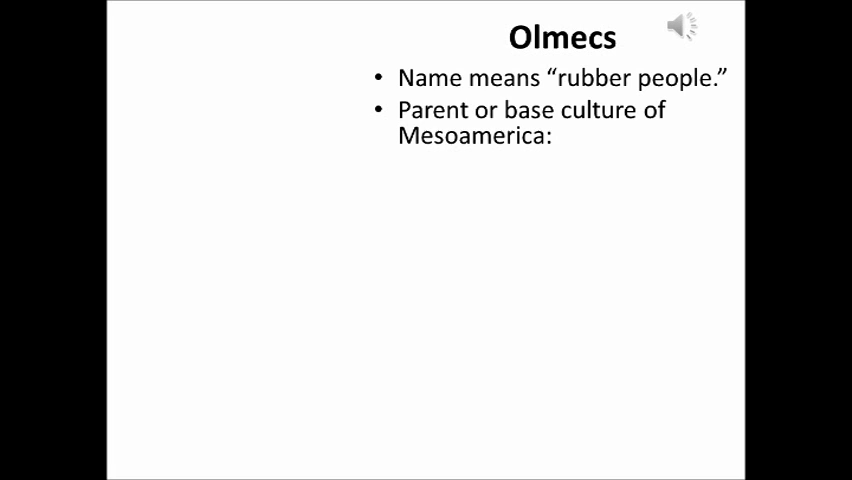 Olmecs
• Name means “rubber people.”
• Parent or base culture of
Mesoamerica: